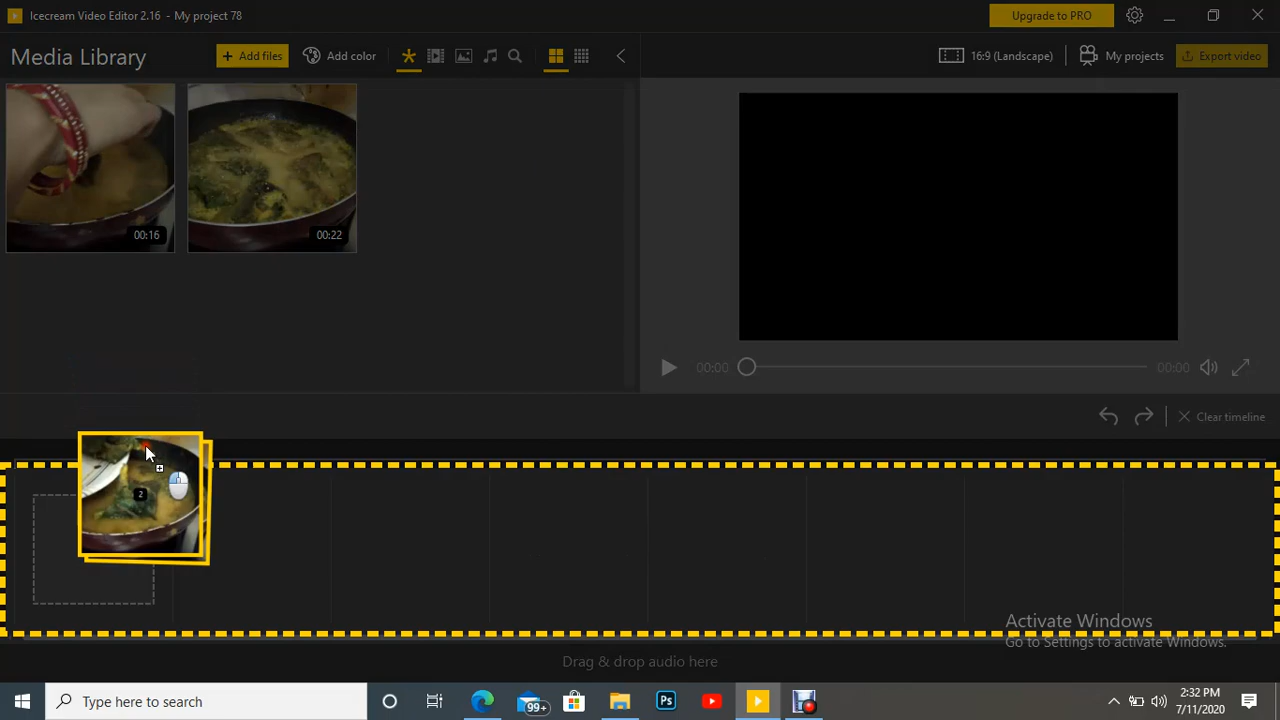 Icecream Video Editor 2.16 - My project 78
Upgrade to PRO
Media Library
Add files
Add color
16:9 (Landscape)
My projects
Export video
00:16
00:22
00:00
00:00
Clear timeline
2
Activate Windows
Go to Settings to activate Windows.
Drag & drop audio here
Type here to search
99+
Ps
2:32 PM
7/11/2020